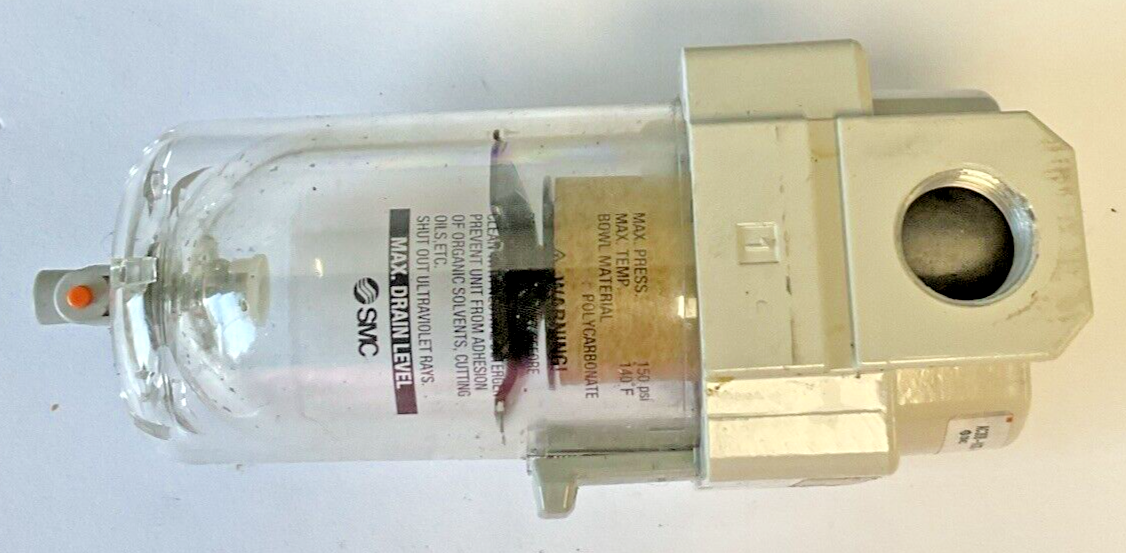 MAX. PRESS. 150 psi
MAX. TEMP. 140°F
BOWL MATERIAL
- POLYCARBONATE
WARNING!
PREVENT UNIT FROM ADHESION
OF ORGANIC SOLVENTS, CUTTING
OILS, ETC.
SHUT OUT ULTRAVIOLET RAYS.
MAX. DRAIN LEVEL
SMC
1
SMC